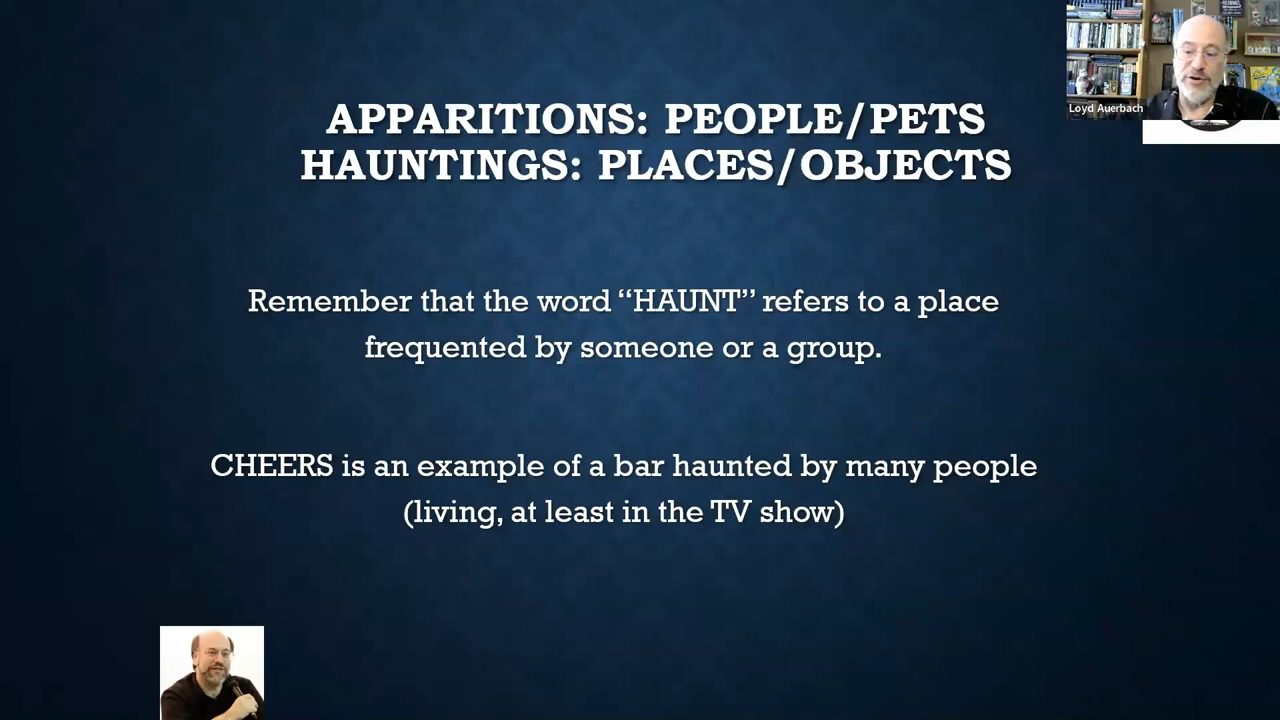 Loyd Auerbach
APPARITIONS: PEOPLE/PETS
HAUNTINGS: PLACES/OBJECTS
Remember that the word “HAUNT” refers to a place
frequented by someone or a group.
CHEERS is an example of a bar haunted by many people
(living, at least in the TV show)